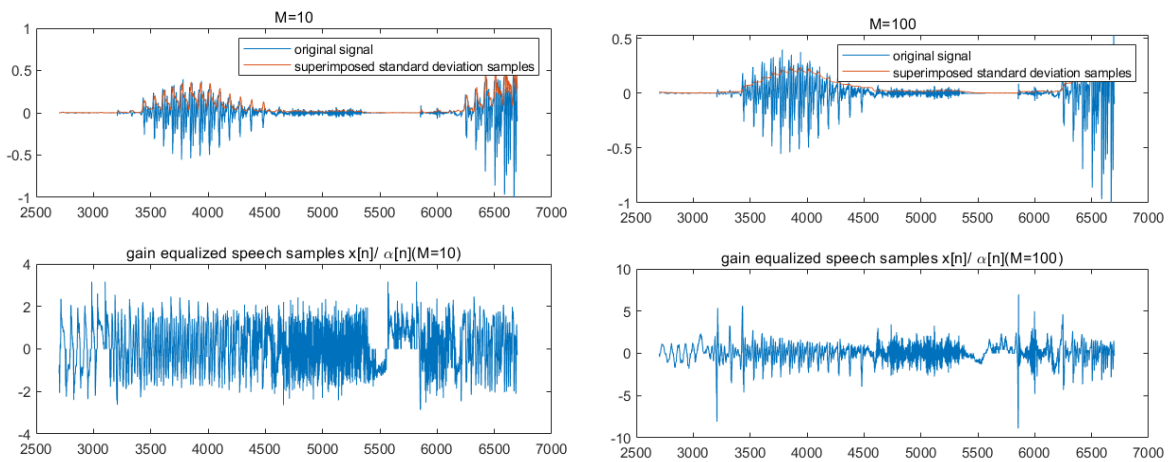 M=10
1
0.5
0
-0.5
-1
original signal
superimposed standard deviation samples
2500 3000 3500 4000 4500 5000 5500 6000 6500 7000
gain equalized speech samples x[n]/ α[n](M=10)
4
2
0
-2
-4
2500 3000 3500 4000 4500 5000 5500 6000 6500 7000
M=100
0.5
0
-0.5
-1
original signal
superimposed standard deviation samples
2500 3000 3500 4000 4500 5000 5500 6000 6500 7000
gain equalized speech samples x[n]/ α[n](M=100)
10
5
0
-5
-10
2500 3000 3500 4000 4500 5000 5500 6000 6500 7000